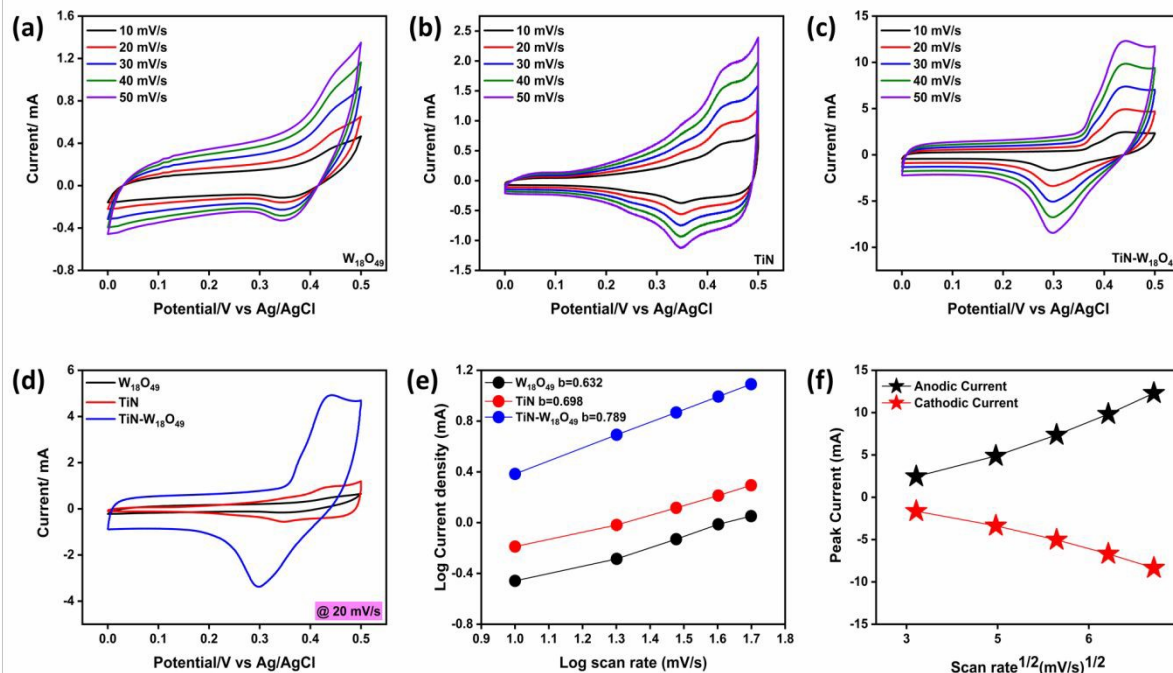 (a)
10 mV/s
20 mV/s
30 mV/s
40 mV/s
50 mV/s
1.6
1.2
0.8
0.4
0.0
-0.4
-0.8
Current/ mA
0.0 0.1 0.2 0.3 0.4 0.5
Potential/V vs Ag/AgCl
W₁₈O₄₉
(b)
10 mV/s
20 mV/s
30 mV/s
40 mV/s
50 mV/s
2.5
2.0
1.5
1.0
0.5
0.0
-0.5
-1.0
-1.5
Current/ mA
0.0 0.1 0.2 0.3 0.4 0.5
Potential/V vs Ag/AgCl
TiN
(c)
10 mV/s
20 mV/s
30 mV/s
40 mV/s
50 mV/s
15
10
5
0
-5
-10
Current/ mA
0.0 0.1 0.2 0.3 0.4 0.5
Potential/V vs Ag/AgCl
TiN-W₁₈O₄
(d)
W₁₈O₄₉
TiN
TiN-W₁₈O₄₉
6
4
2
0
-2
-4
Current/ mA
@ 20 mV/s
0.0 0.1 0.2 0.3 0.4 0.5
Potential/V vs Ag/AgCl
(e)
W₁₈O₄₉ b=0.632
TiN b=0.698
TiN-W₁₈O₄₉ b=0.789
1.2
0.8
0.4
0.0
-0.4
-0.8
Log Current density (mA)
0.9 1.0 1.1 1.2 1.3 1.4 1.5 1.6 1.7 1.8
Log scan rate (mV/s)
(f)
Anodic Current
Cathodic Current
15
10
5
0
-5
-10
-15
Peak Current (mA)
3 5 6
Scan rate^1/2(mV/s)^1/2